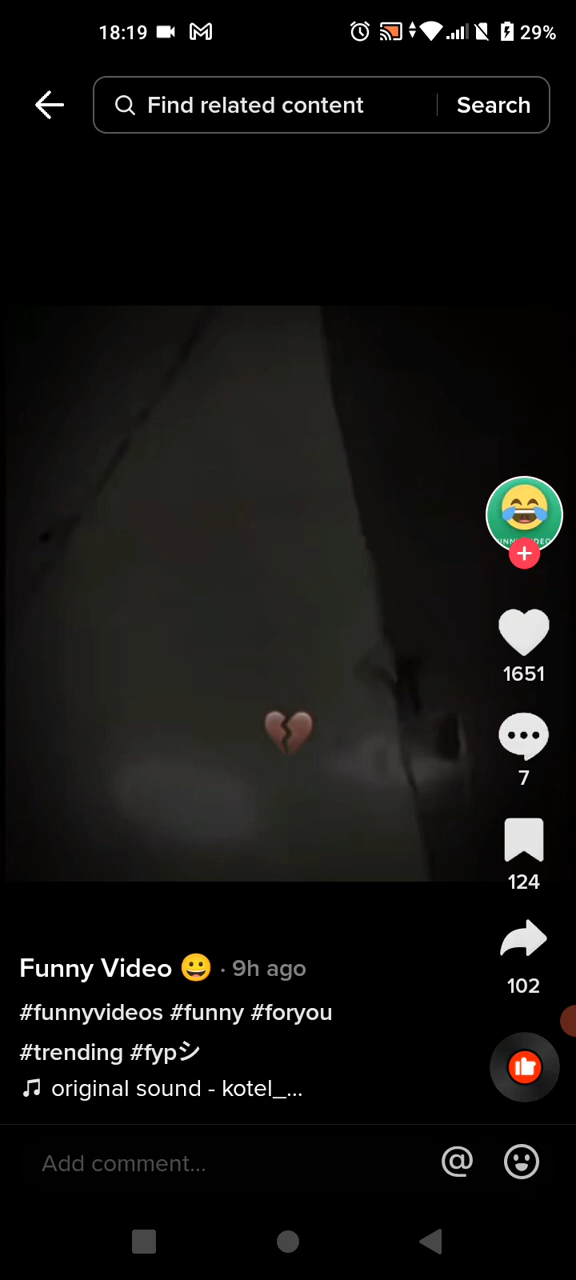 18:19
29%
Find related content
Search
1651
7
124
102
Funny Video 😀 · 9h ago
#funnyvideos #funny #foryou
#trending #fypシ
original sound - kotel_...
Add comment...